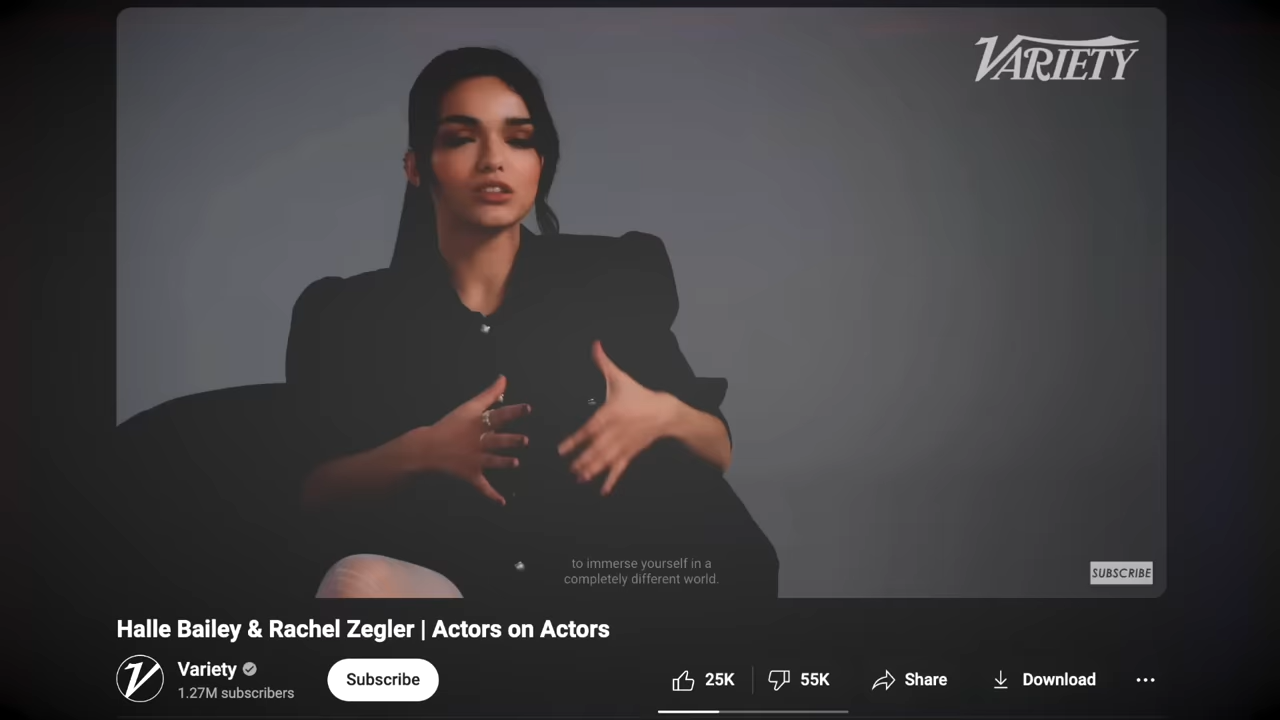 VARIETY
to immerse yourself in a
completely different world.
SUBSCRIBE
Halle Bailey & Rachel Zegler | Actors on Actors
Variety
1.27M subscribers
Subscribe
25K
55K
Share
Download